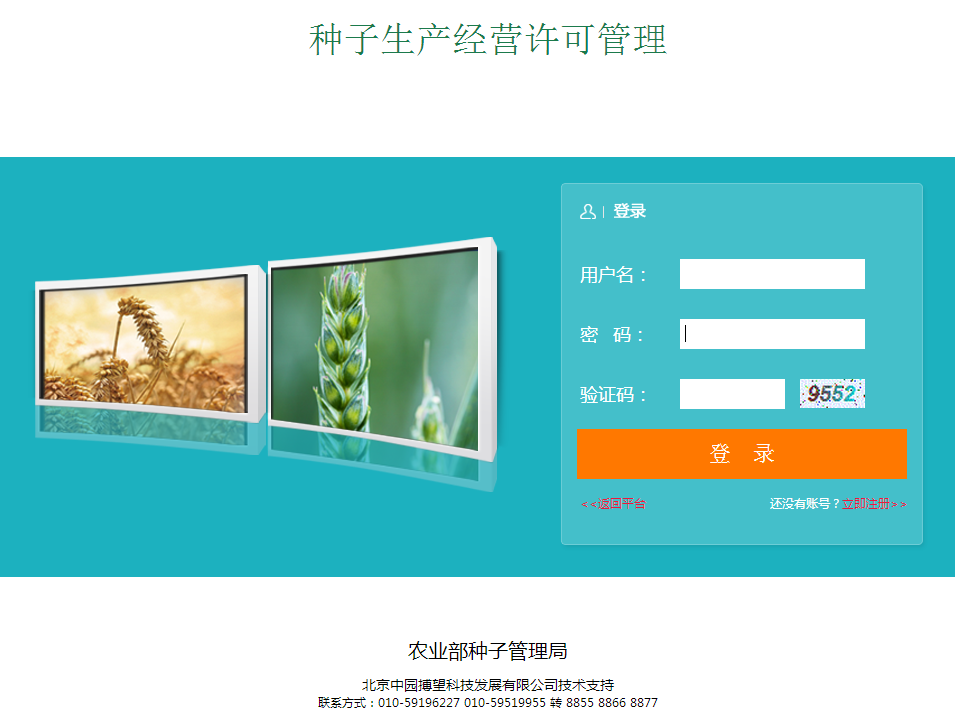 种子生产经营许可管理
登录
用户名：
密 码：
验证码： 9552
登 录
<<返回平台 还没有账号？立即注册>>
农业部种子管理局
北京中园搏望科技发展有限公司技术支持
联系方式：010-59196227 010-59519955 转 8855 8866 8877